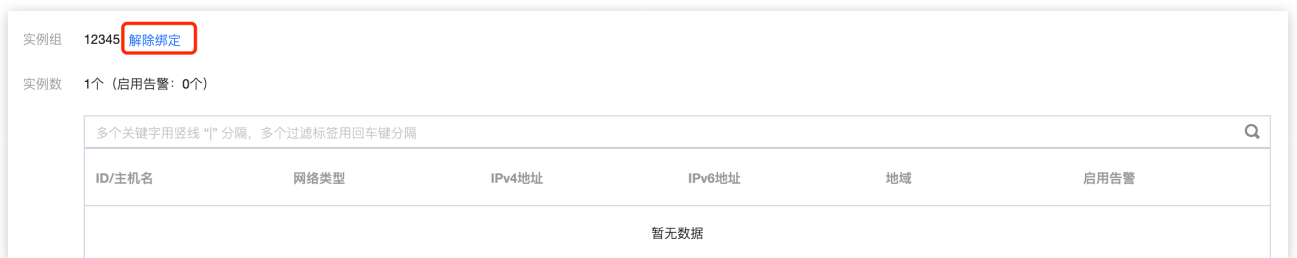 实例组 12345 解除绑定
实例数 1个（启用告警：0个）
多个关键字用竖线 “|” 分隔，多个过滤标签用回车键分隔
ID/主机名 网络类型 IPv4地址 IPv6地址 地域 启用告警
暂无数据